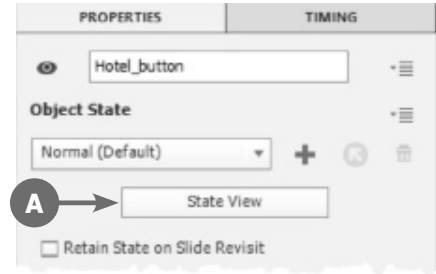 PROPERTIES TIMING
Hotel_button
Object State
Normal (Default)
A State View
Retain State on Slide Revisit